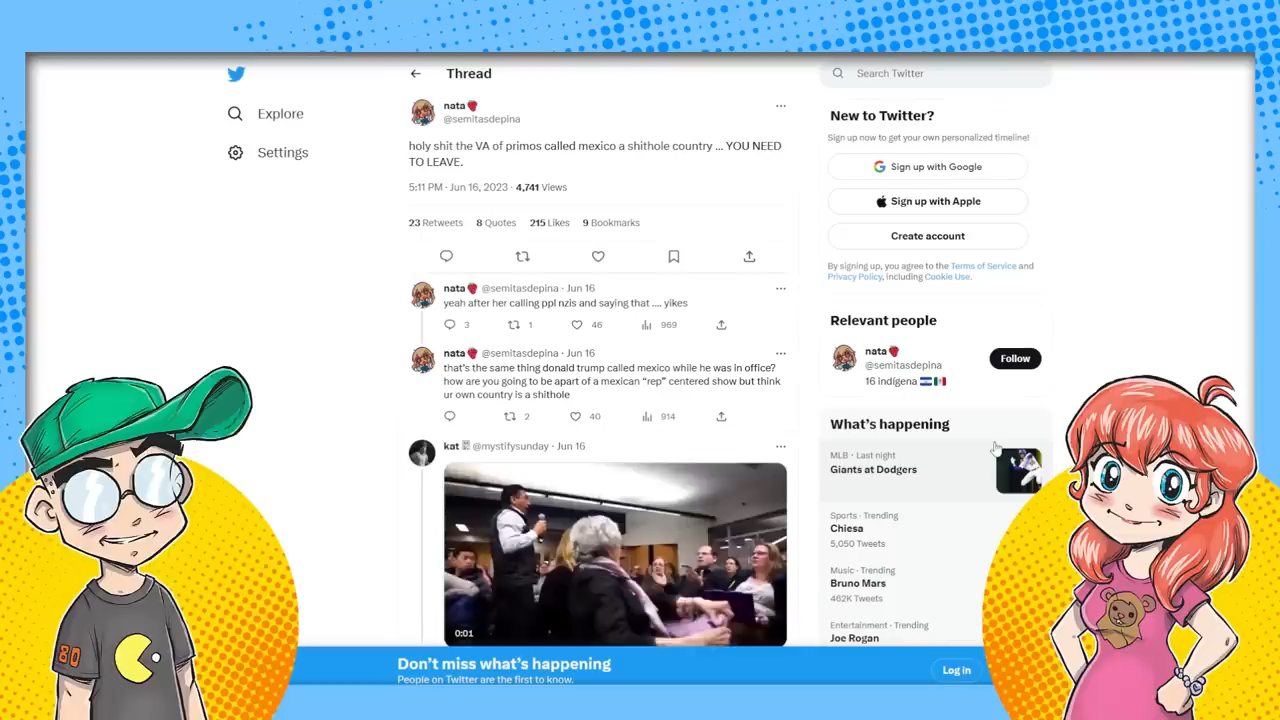 Explore
Settings
Thread
nata
@semitasdepina
holy shit the VA of primos called mexico a shithole country ... YOU NEED
TO LEAVE.
5:11 PM · Jun 16, 2023 · 4,741 Views
23 Retweets 8 Quotes 215 Likes 9 Bookmarks
nata @semitasdepina · Jun 16
yeah after her calling ppl nzis and saying that .... yikes
3 1 46 969
nata @semitasdepina · Jun 16
that's the same thing donald trump called mexico while he was in office?
how are you going to be apart of a mexican "rep" centered show but think
ur own country is a shithole
2 40 914
kat @mystifysunday · Jun 16
0:01
Search Twitter
New to Twitter?
Sign up now to get your own personalized timeline!
Sign up with Google
Sign up with Apple
Create account
By signing up, you agree to the Terms of Service and
Privacy Policy, including Cookie Use.
Relevant people
nata
@semitasdepina
Follow
16 indígena
What's happening
MLB · Last night
Giants at Dodgers
Sports · Trending
Chiesa
5,050 Tweets
Music · Trending
Bruno Mars
462K Tweets
Entertainment · Trending
Joe Rogan
Don't miss what's happening
People on Twitter are the first to know.
Log in
80